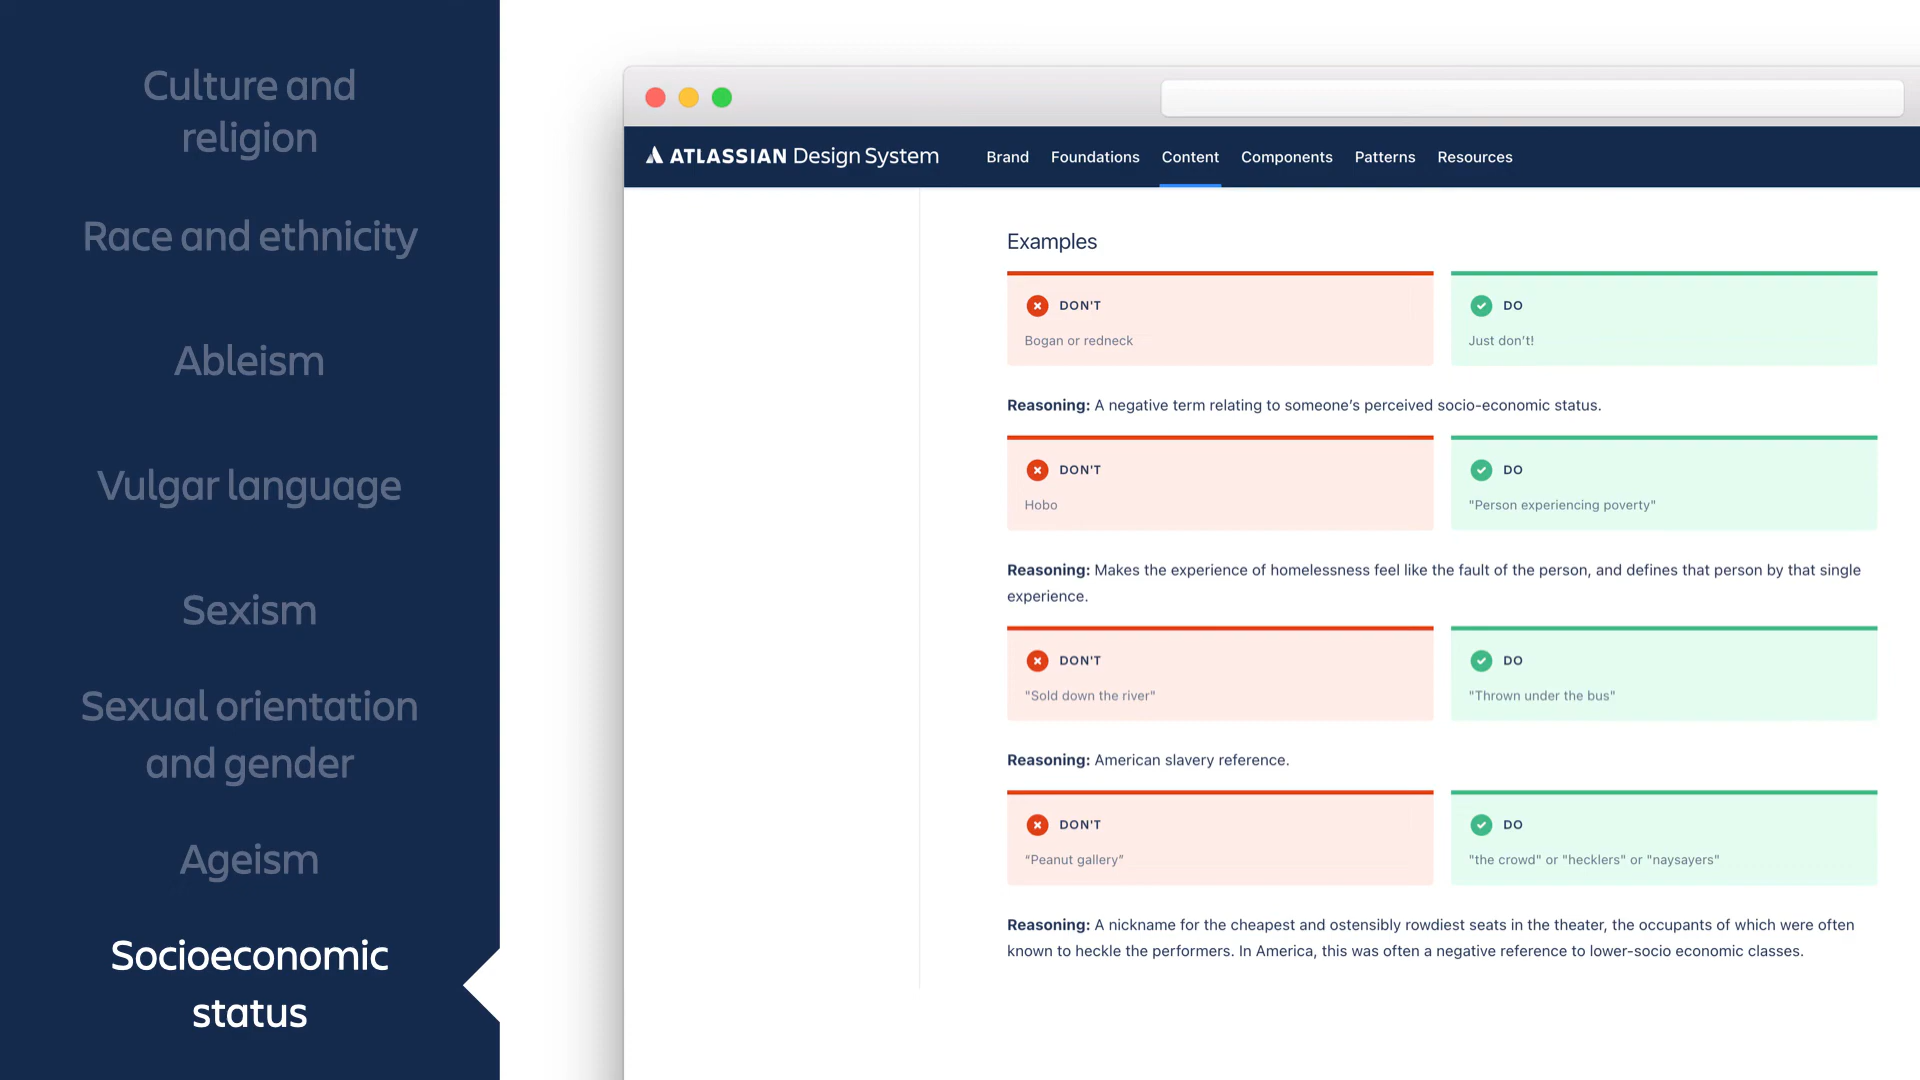 Culture and
religion
Race and ethnicity
Ableism
Vulgar language
Sexism
Sexual orientation
and gender
Ageism
Socioeconomic
status
ATLASSIAN Design System Brand Foundations Content Components Patterns Resources
Examples
DON'T
Bogan or redneck
DO
Just don't!
Reasoning: A negative term relating to someone’s perceived socio-economic status.
DON'T
Hobo
DO
"Person experiencing poverty"
Reasoning: Makes the experience of homelessness feel like the fault of the person, and defines that person by that single
experience.
DON'T
"Sold down the river"
DO
"Thrown under the bus"
Reasoning: American slavery reference.
DON'T
“Peanut gallery”
DO
"the crowd" or "hecklers" or "naysayers"
Reasoning: A nickname for the cheapest and ostensibly rowdiest seats in the theater, the occupants of which were often
known to heckle the performers. In America, this was often a negative reference to lower-socio economic classes.